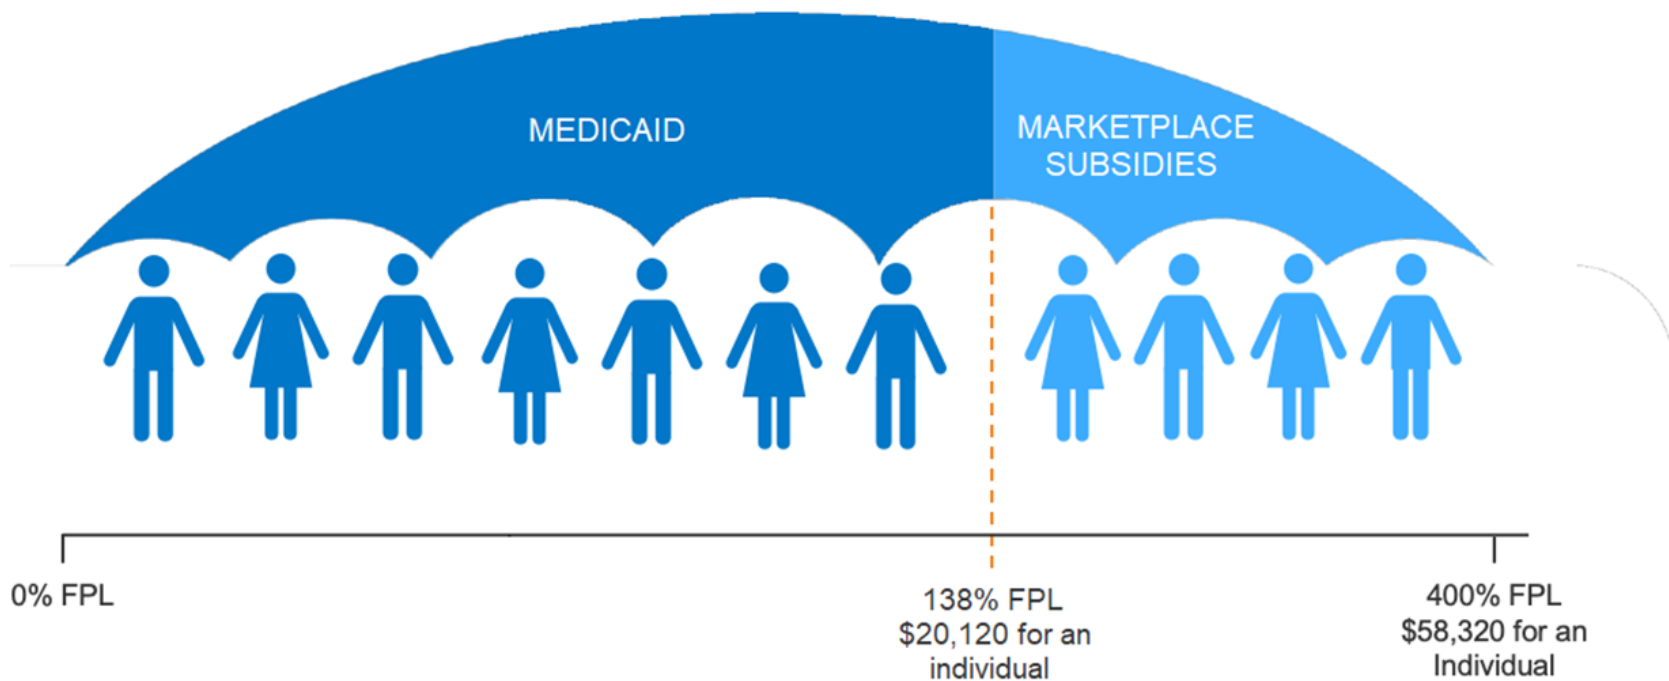 MEDICAID
MARKETPLACE
SUBSIDIES
0% FPL
138% FPL
$20,120 for an
individual
400% FPL
$58,320 for an
Individual